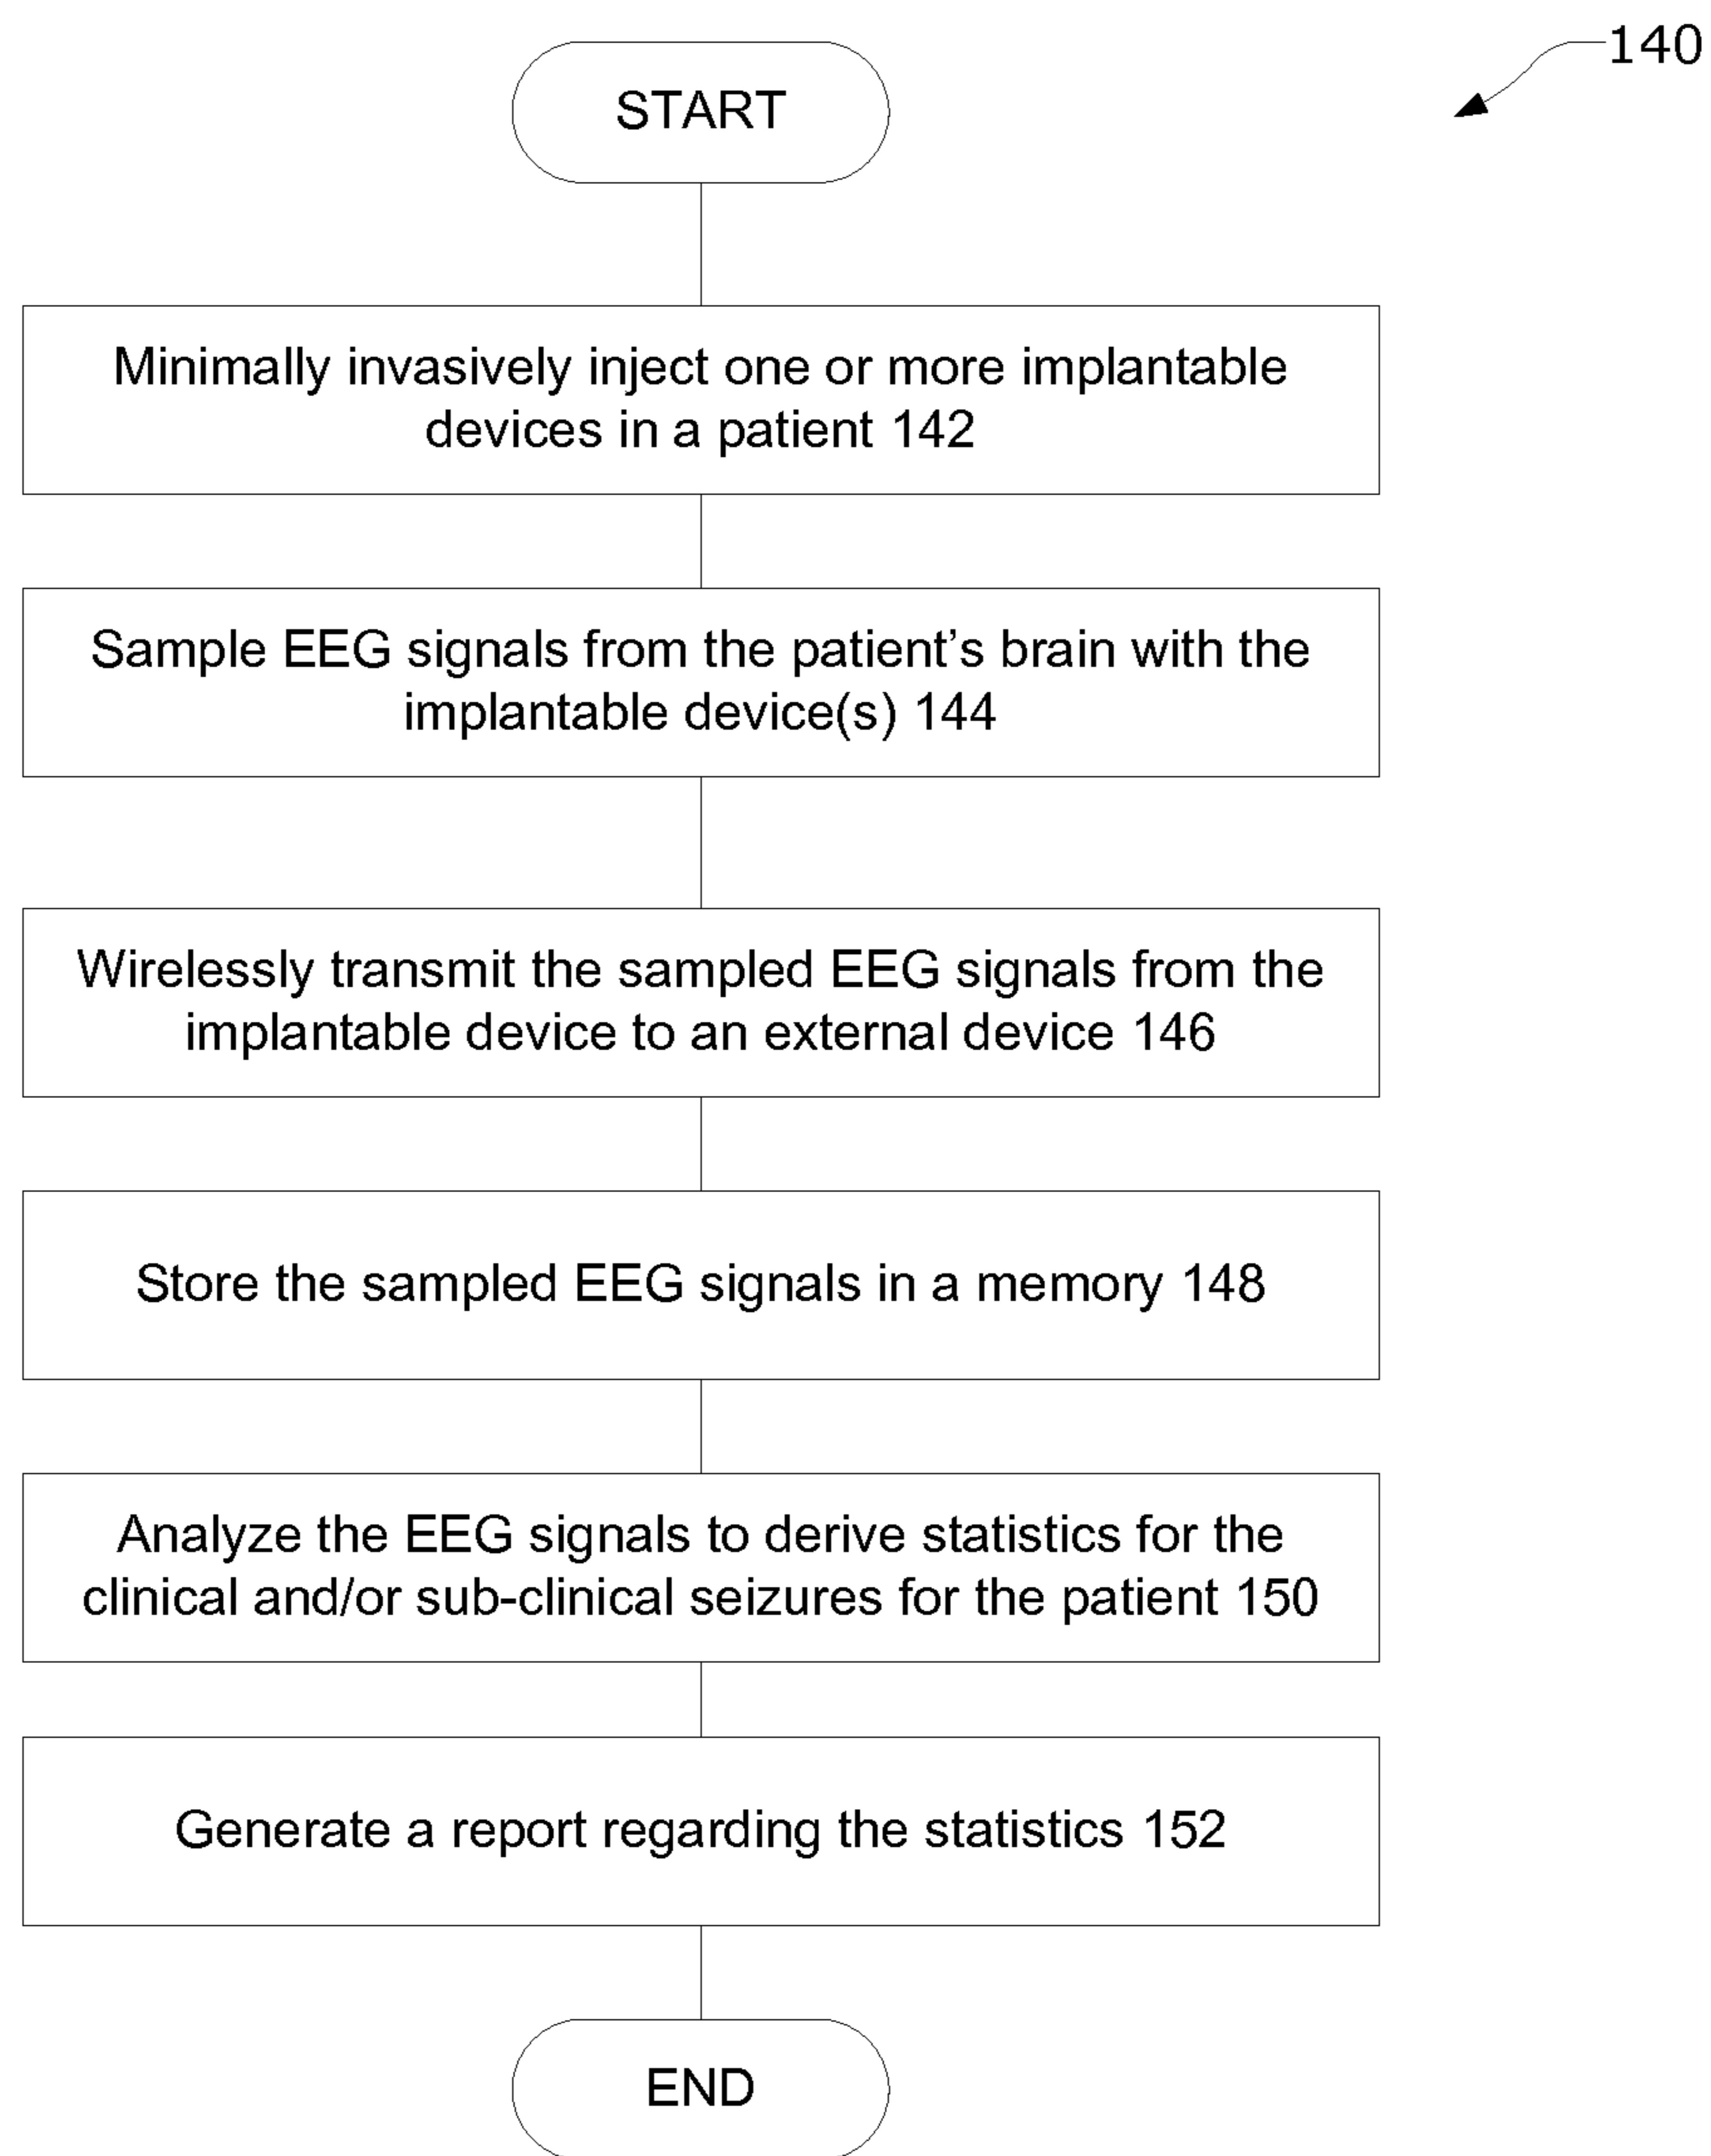 140
START
Minimally invasively inject one or more implantable
devices in a patient 142
Sample EEG signals from the patient’s brain with the
implantable device(s) 144
Wirelessly transmit the sampled EEG signals from the
implantable device to an external device 146
Store the sampled EEG signals in a memory 148
Analyze the EEG signals to derive statistics for the
clinical and/or sub-clinical seizures for the patient 150
Generate a report regarding the statistics 152
END